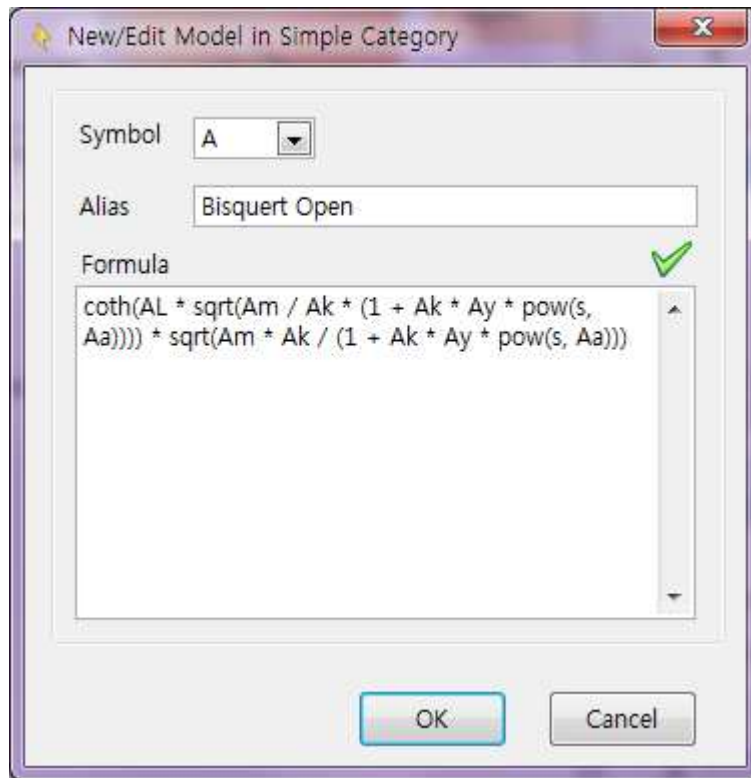 New/Edit Model in Simple Category
Symbol A
Alias Bisquert Open
Formula
coth(AL * sqrt(Am / Ak * (1 + Ak * Ay * pow(s,
Aa)))) * sqrt(Am * Ak / (1 + Ak * Ay * pow(s, Aa)))
OK Cancel